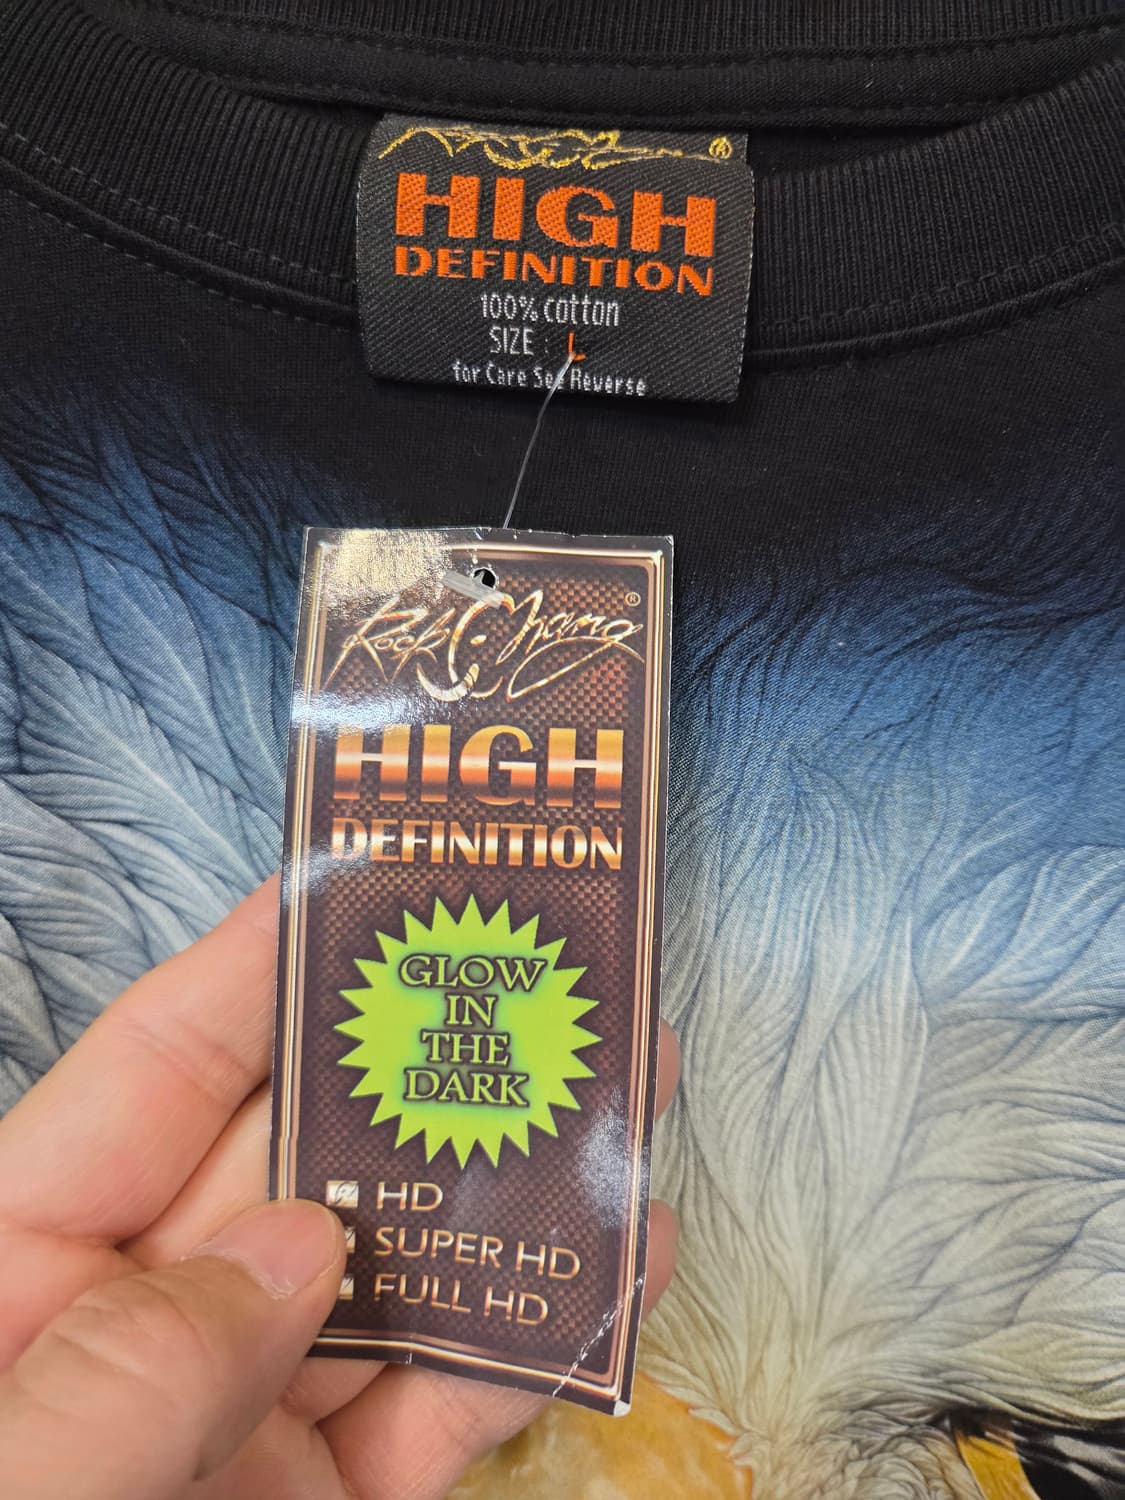 HIGH
DEFINITION
100% cotton
SIZE : L
for Care See Reverse
Rock Chang ®
HIGH
DEFINITION
GLOW
IN
THE
DARK
HD
SUPER HD
FULL HD